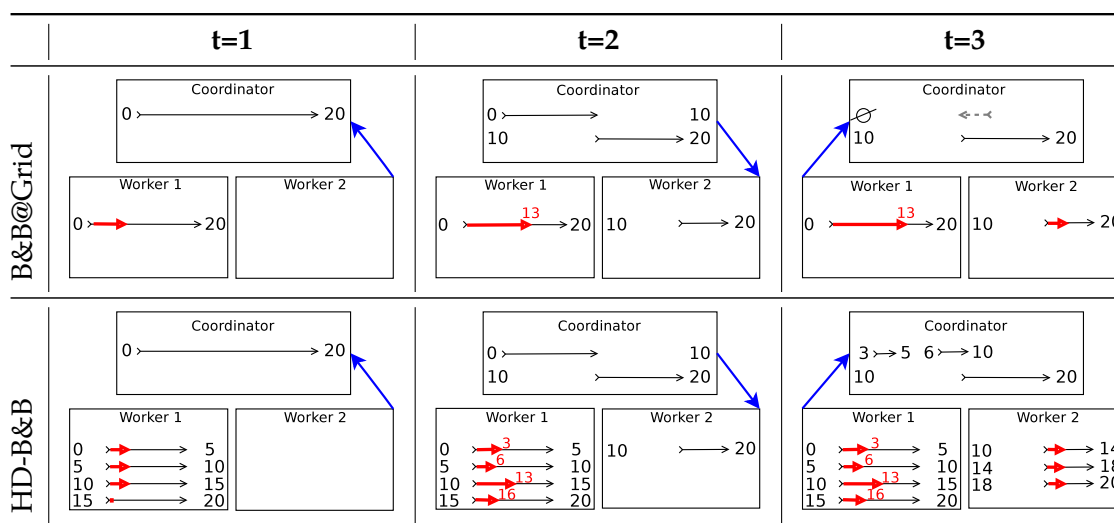 t=1 t=2 t=3
B&B@Grid
Coordinator
0 20
Worker 1
0 20
Worker 2
Coordinator
0 10
10 20
Worker 1
13
0 20
Worker 2
10 20
Coordinator
10 20
Worker 1
13
0 20
Worker 2
10 20
HD-B&B
Coordinator
0 20
Worker 1
0 5
5 10
10 15
15 20
Worker 2
Coordinator
0 10
10 20
Worker 1
0 3 5
5 6 10
10 13 15
15 16 20
Worker 2
10 20
Coordinator
3 5 6 10
10 20
Worker 1
0 3 5
5 6 10
10 13 15
15 16 20
Worker 2
10 14
14 18
18 20